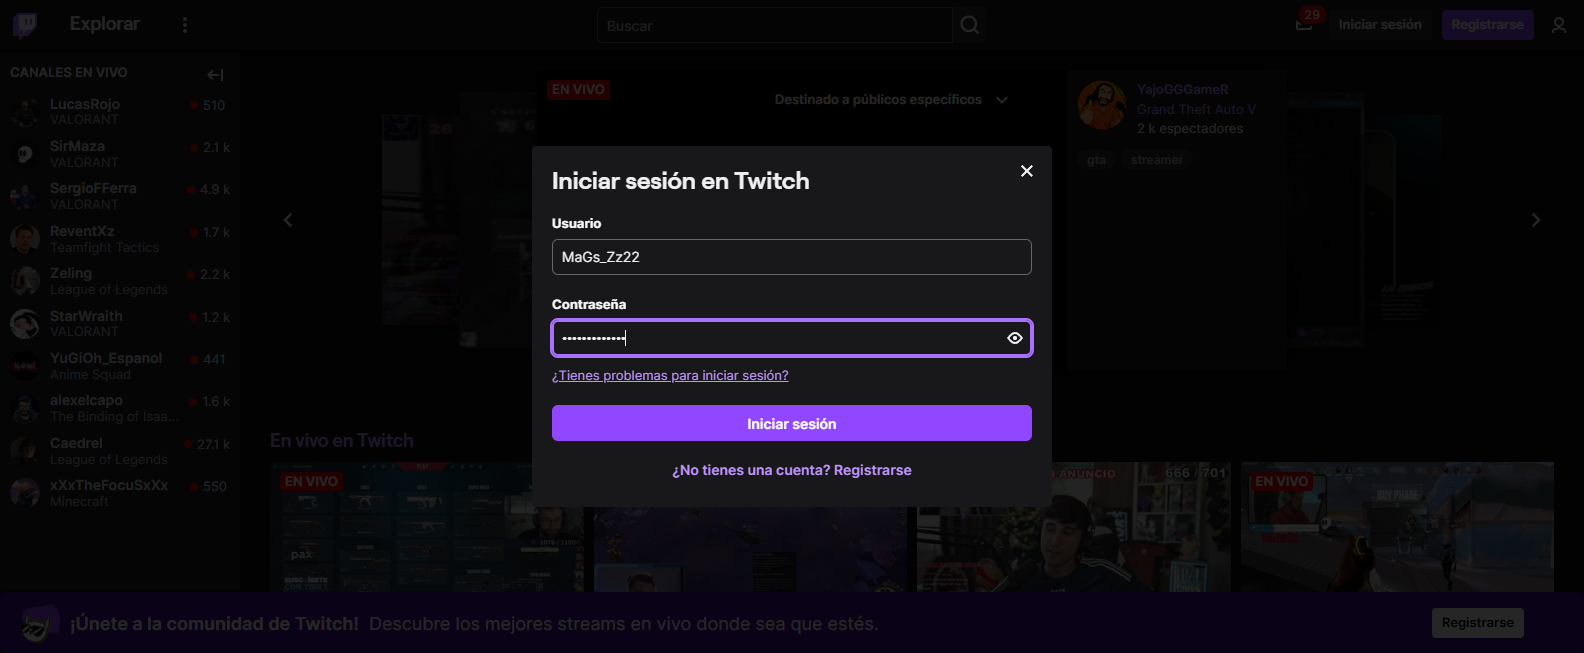 Explorar
Buscar
29
Iniciar sesión
Registrarse
CANALES EN VIVO
LucasRojo
510
VALORANT
SirMaza
2.1 k
VALORANT
SergioFFerra
4.9 k
VALORANT
ReventXz
1.7 k
Teamfight Tactics
Zeling
2.2 k
League of Legends
StarWraith
1.2 k
VALORANT
YuGiOh_Espanol
441
Anime Squad
alexelcapo
1.6 k
The Binding of Isaa...
Caedrel
27.1 k
League of Legends
xXxTheFocuSxXx
550
Minecraft
EN VIVO
Destinado a públicos específicos
YajoGGGameR
Grand Theft Auto V
2 k espectadores
gta
streamer
Iniciar sesión en Twitch
Usuario
MaGs_Zz22
Contraseña
¿Tienes problemas para iniciar sesión?
Iniciar sesión
¿No tienes una cuenta? Registrarse
En vivo en Twitch
EN VIVO
ANUNCIO
666 / 701
EN VIVO
BUY PHASE
¡Únete a la comunidad de Twitch! Descubre los mejores streams en vivo donde sea que estés.
Registrarse